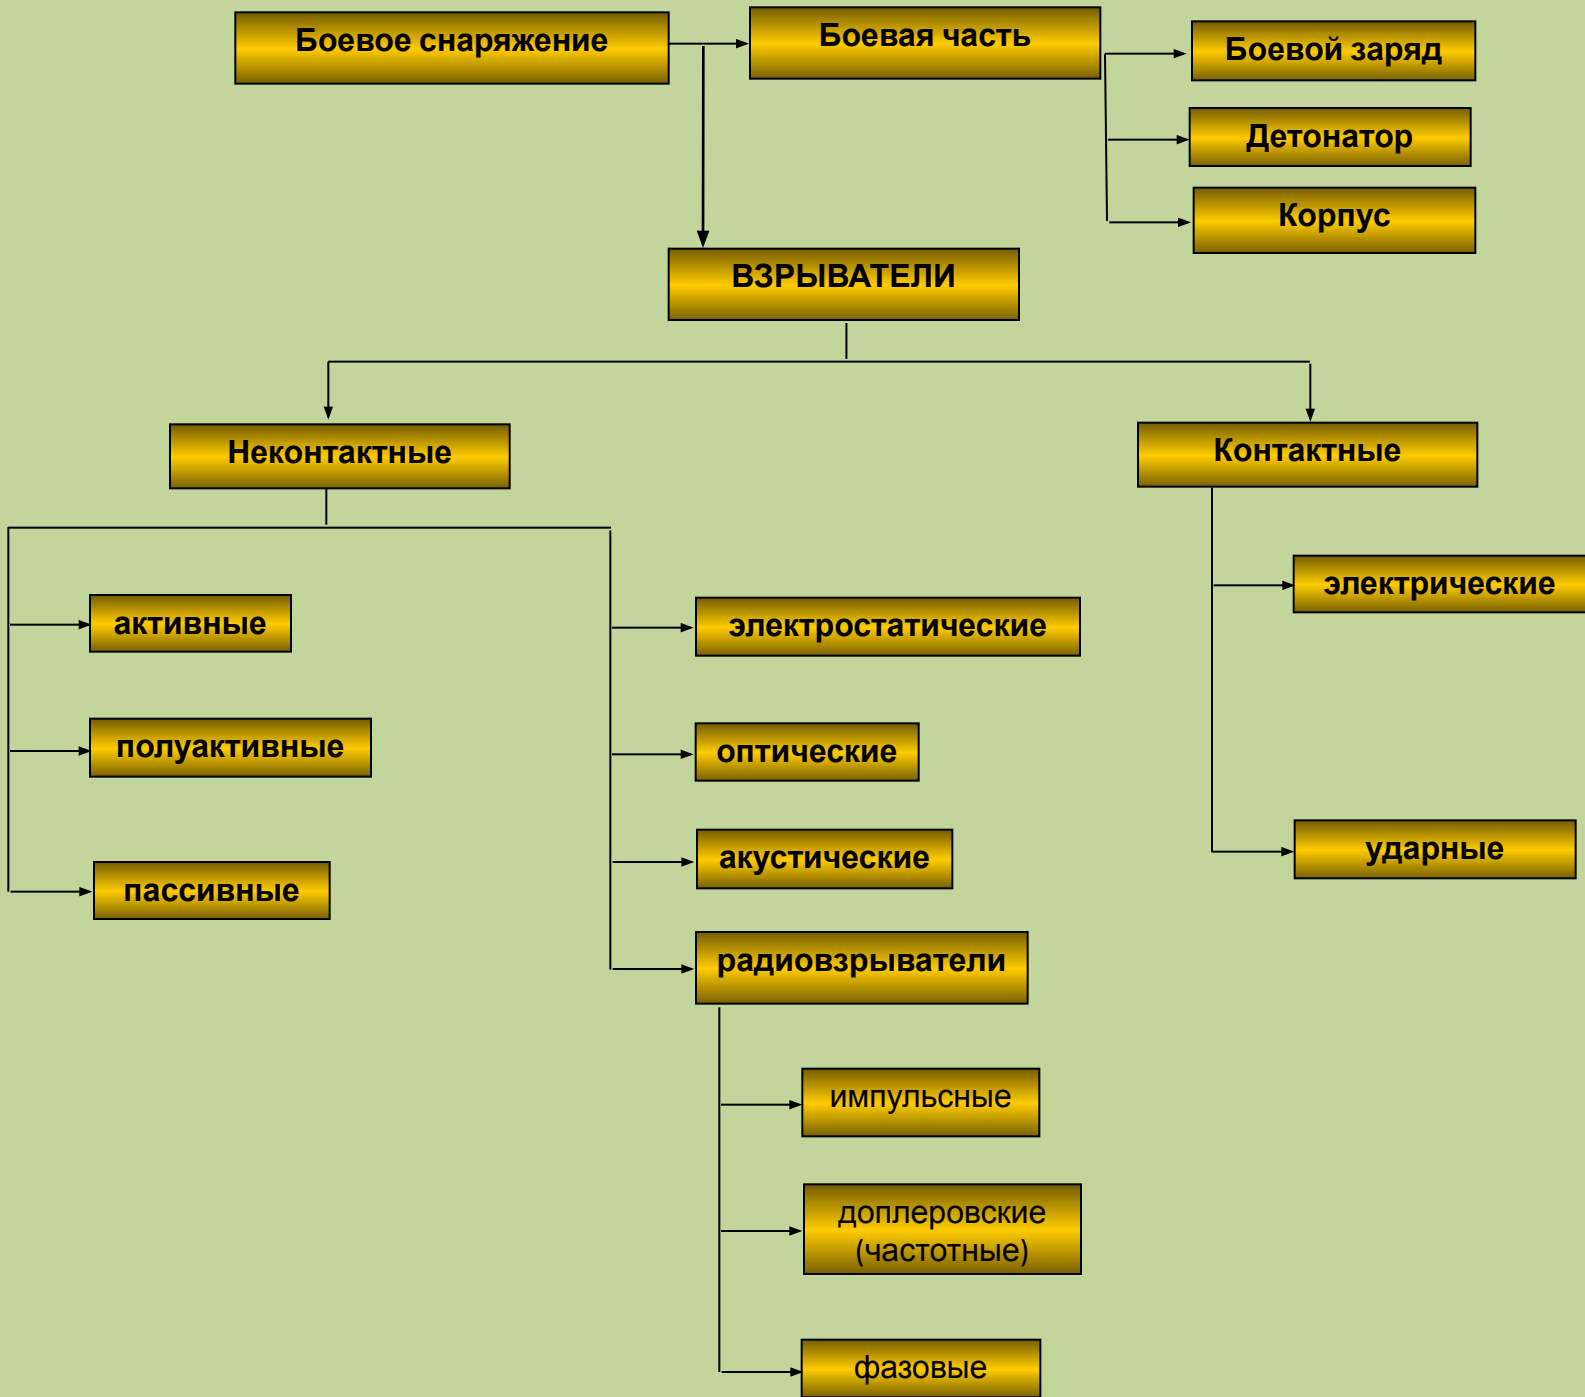 Боевое снаряжение
Боевая часть
Боевой заряд
Детонатор
Корпус
ВЗРЫВАТЕЛИ
Неконтактные
Контактные
активные
полуактивные
пассивные
электростатические
оптические
акустические
радиовзрыватели
импульсные
доплеровские
(частотные)
фазовые
электрические
ударные